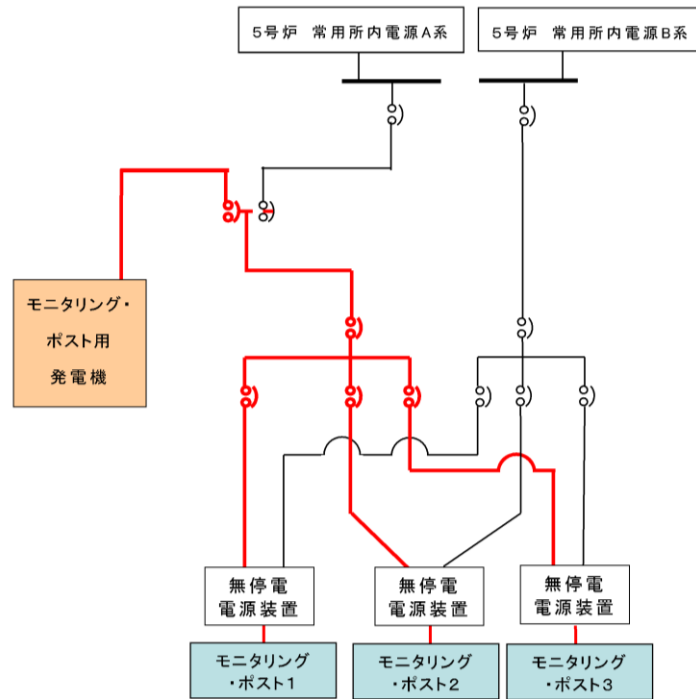 5号炉 常用所内電源A系
5号炉 常用所内電源B系
モニタリング・
ポスト用
発電機
無停電
電源装置
無停電
電源装置
無停電
電源装置
モニタリング
・ポスト1
モニタリング
・ポスト2
モニタリング
・ポスト3